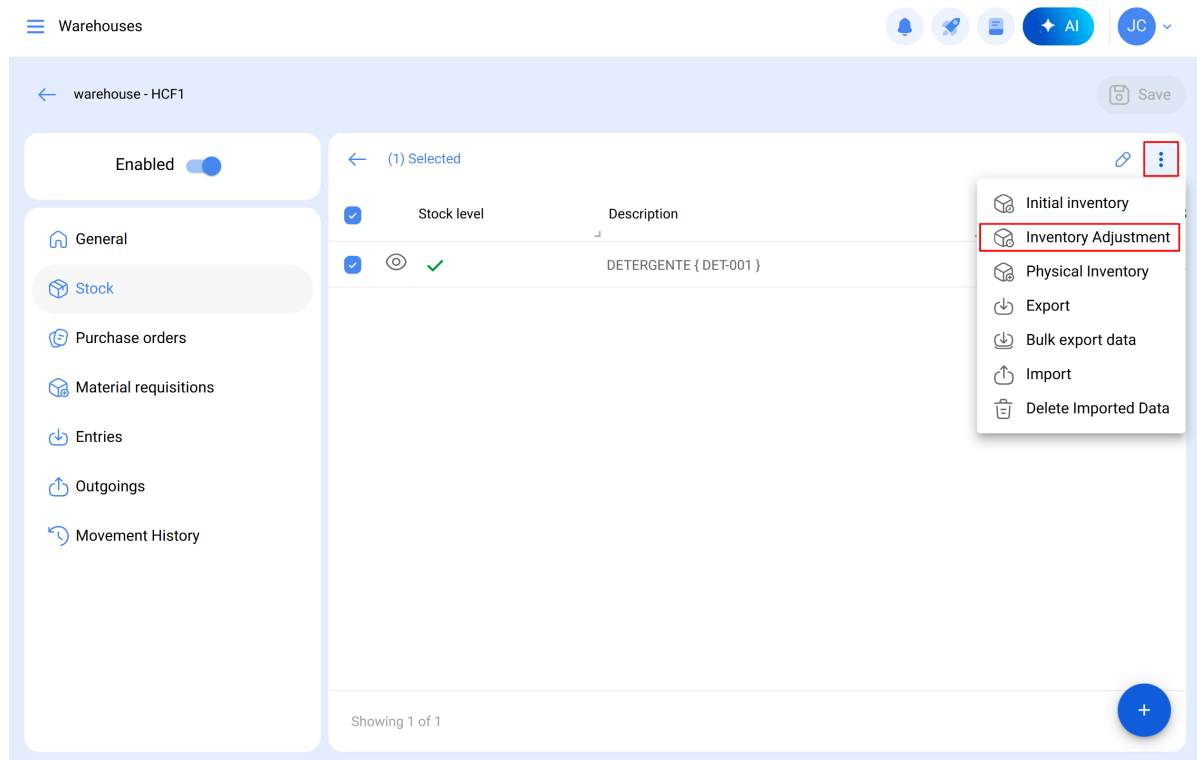 Warehouses
AI
JC
warehouse - HCF1
Save
Enabled
(1) Selected
Stock level
Description
General
Stock
Purchase orders
Material requisitions
Entries
Outgoings
Movement History
DETERGENTE { DET-001 }
Initial inventory
Inventory Adjustment
Physical Inventory
Export
Bulk export data
Import
Delete Imported Data
Showing 1 of 1
+